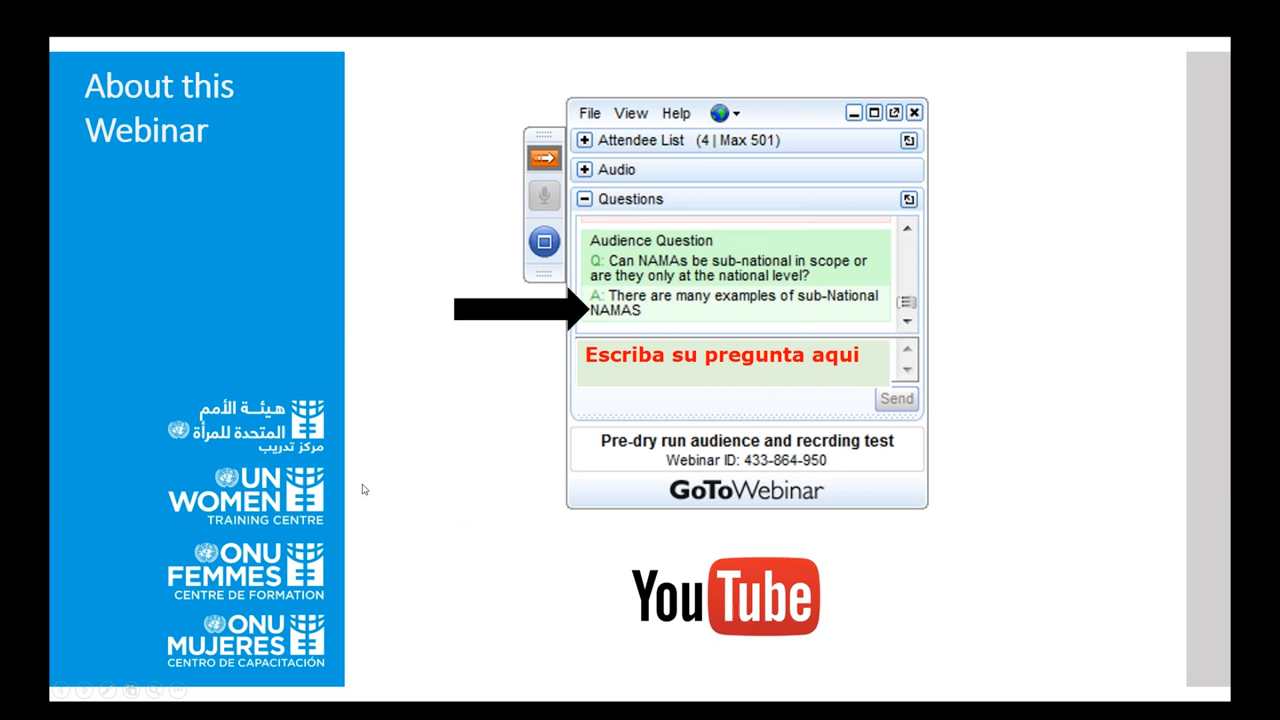 About this
Webinar
هيئة الأمم
المتحدة للمرأة
مركز تدريب
UN
WOMEN
TRAINING CENTRE
ONU
FEMMES
CENTRE DE FORMATION
ONU
MUJERES
CENTRO DE CAPACITACIÓN
File View Help
Attendee List (4 | Max 501)
Audio
Questions
Audience Question
Q: Can NAMAs be sub-national in scope or
are they only at the national level?
A: There are many examples of sub-National
NAMAS
Escriba su pregunta aqui
Send
Pre-dry run audience and recrding test
Webinar ID: 433-864-950
GoToWebinar
YouTube